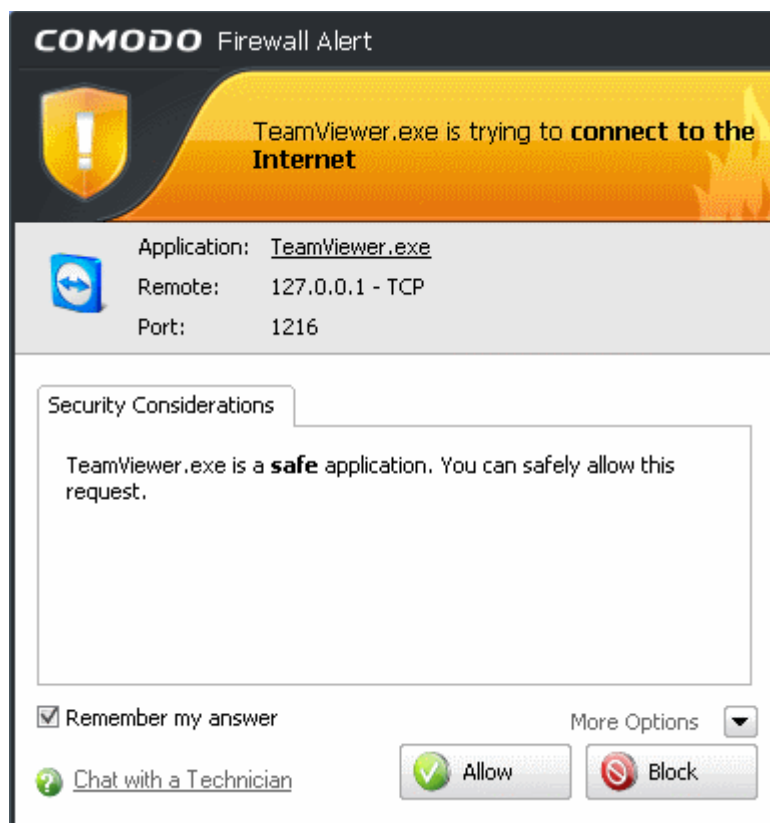 COMODO Firewall Alert
TeamViewer.exe is trying to connect to the
Internet
Application: TeamViewer.exe
Remote: 127.0.0.1 - TCP
Port: 1216
Security Considerations
TeamViewer.exe is a safe application. You can safely allow this
request.
Remember my answer
More Options
Chat with a Technician
Allow
Block